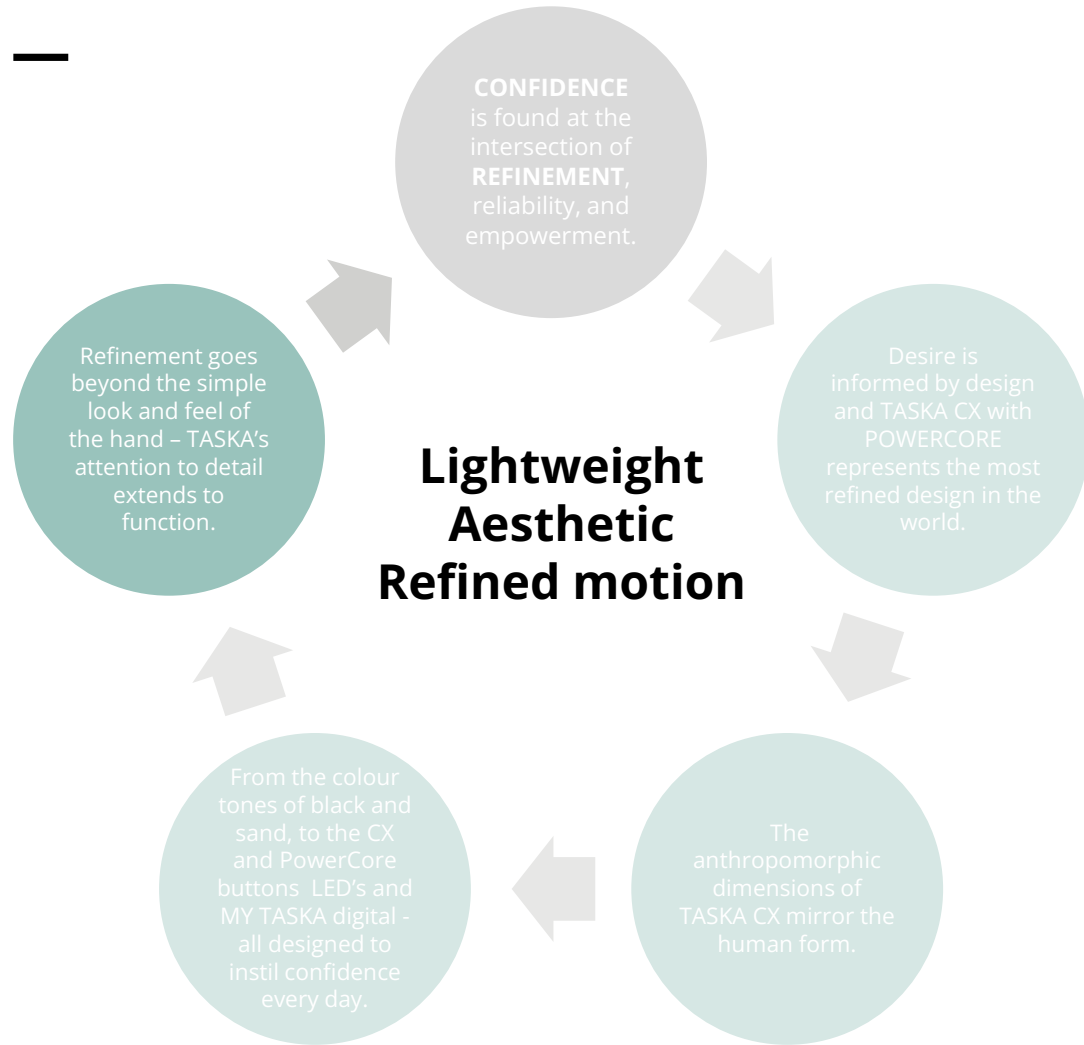 CONFIDENCE
is found at the
intersection of
REFINEMENT,
reliability, and
empowerment.
Desire is
informed by design
and TASKA CX with
POWERCORE
represents the most
refined design in the
world.
The
anthropomorphic
dimensions of
TASKA CX mirror the
human form.
From the colour
tones of black and
sand, to the CX
and PowerCore
buttons  LED's and
MY TASKA digital -
all designed to
instil confidence
every day.
Refinement goes
beyond the simple
look and feel of
the hand – TASKA's
attention to detail
extends to
function.
Lightweight
Aesthetic
Refined motion